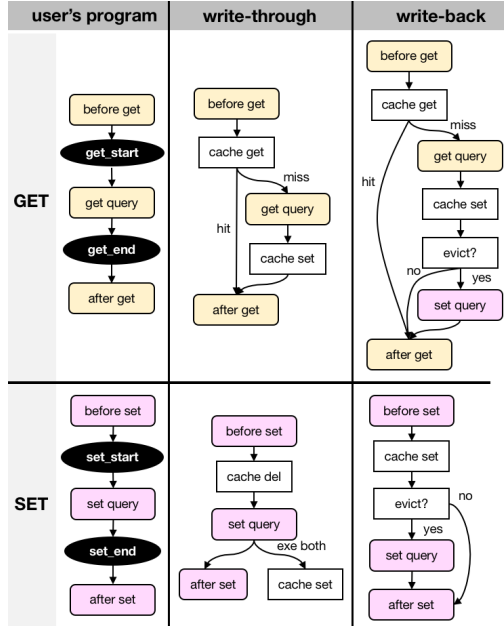 user's program
write-through
write-back
GET
before get
get_start
get query
get_end
after get
before get
cache get
miss
get query
hit
cache set
after get
before get
cache get
miss
get query
hit
cache set
evict?
no
yes
set query
after get
SET
before set
set_start
set query
set_end
after set
before set
cache del
set query
exe both
after set
cache set
before set
cache set
evict?
no
yes
set query
after set